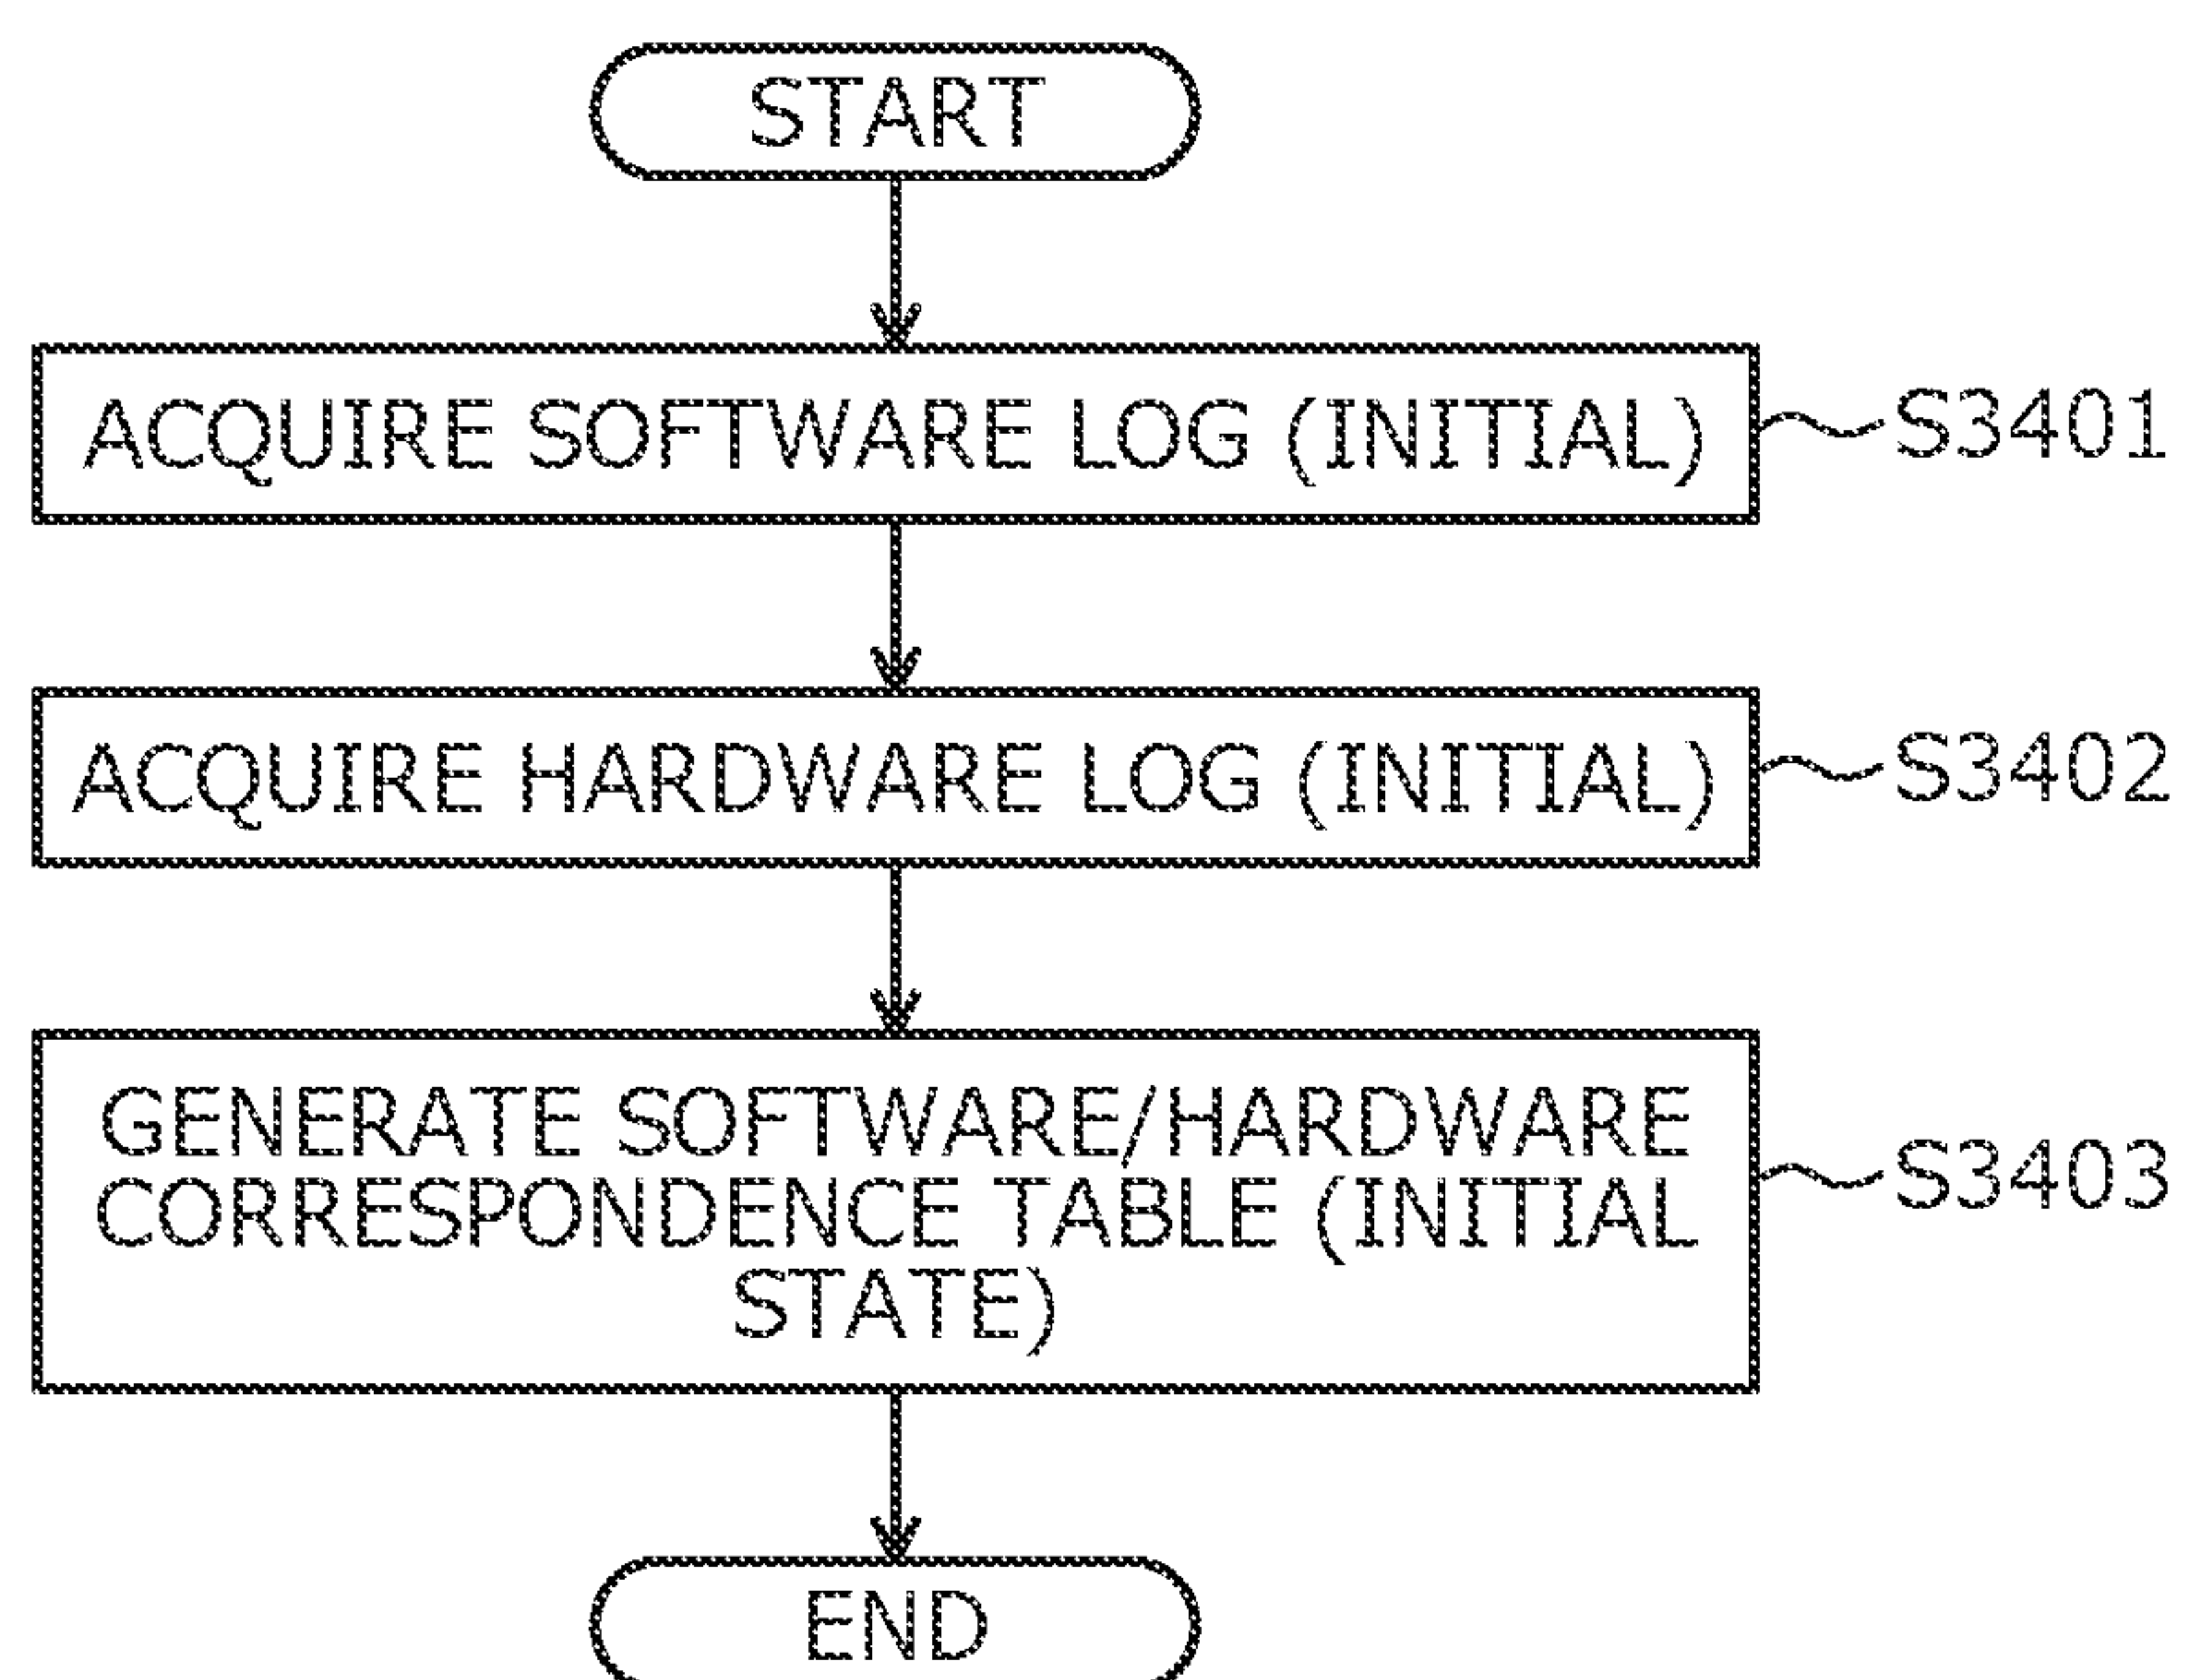 START
ACQUIRE SOFTWARE LOG (INITIAL)
S3401
ACQUIRE HARDWARE LOG (INITIAL)
S3402
GENERATE SOFTWARE/HARDWARE
CORRESPONDENCE TABLE (INITIAL
STATE)
S3403
END